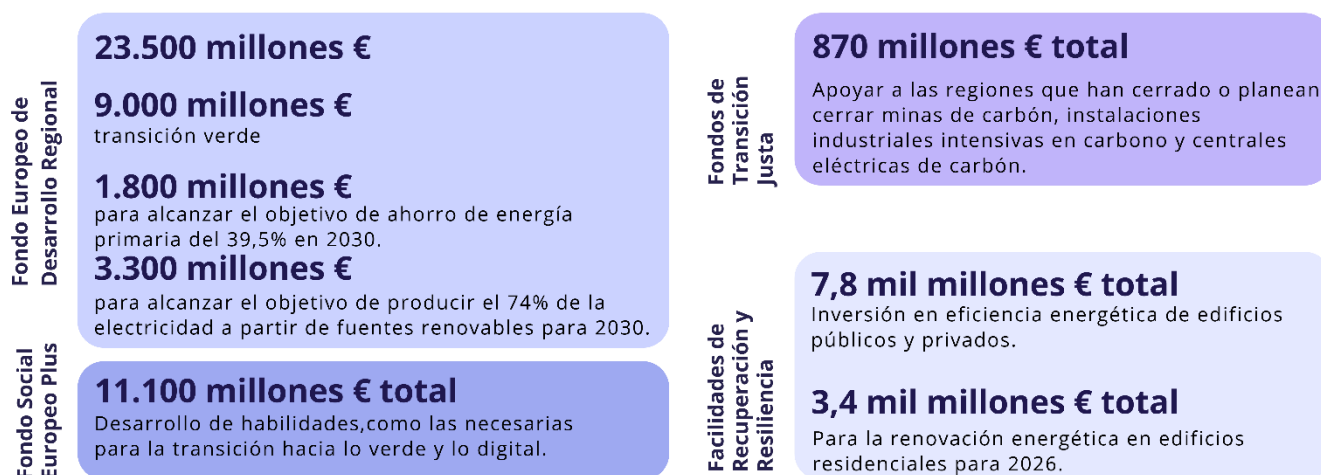 Fondo Europeo de
Desarrollo Regional
23.500 millones €
9.000 millones €
transición verde
1.800 millones €
para alcanzar el objetivo de ahorro de energía
primaria del 39,5% en 2030.
3.300 millones €
para alcanzar el objetivo de producir el 74% de la
electricidad a partir de fuentes renovables para 2030.
Fondo Social
Europeo Plus
11.100 millones € total
Desarrollo de habilidades,como las necesarias
para la transición hacia lo verde y lo digital.
Fondos de
Transición
Justa
870 millones € total
Apoyar a las regiones que han cerrado o planean
cerrar minas de carbón, instalaciones
industriales intensivas en carbono y centrales
eléctricas de carbón.
Facilidades de
Recuperación y
Resiliencia
7,8 mil millones € total
Inversión en eficiencia energética de edificios
públicos y privados.
3,4 mil millones € total
Para la renovación energética en edificios
residenciales para 2026.